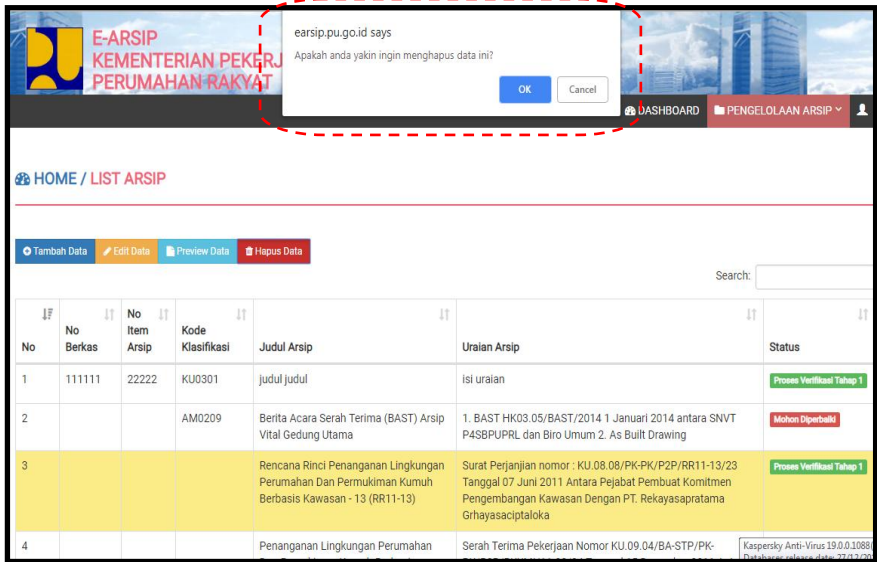 E-ARSIP
KEMENTERIAN PEKERJ
PERUMAHAN RAKYAT
earsip.pu.go.id says
Apakah anda yakin ingin menghapus data ini?
OK Cancel
DASHBOARD PENGELOLAAN ARSIP
HOME / LIST ARSIP
Tambah Data Edit Data Preview Data Hapus Data
Search:
No No Berkas No Item Arsip Kode Klasifikasi Judul Arsip Uraian Arsip Status
1 111111 22222 KU0301 judul judul isi uraian Proses Verifikasi Tahap 1
2 AM0209 Berita Acara Serah Terima (BAST) Arsip 1. BAST HK03.05/BAST/2014 1 Januari 2014 antara SNVT Mohon Diperbaiki
Vital Gedung Utama P4SBPUPRL dan Biro Umum 2. As Built Drawing
3 Rencana Rinci Penanganan Lingkungan Surat Perjanjian nomor : KU.08.08/PK-PK/P2P/RR11-13/23 Proses Verifikasi Tahap 1
Perumahan Dan Permukiman Kumuh Tanggal 07 Juni 2011 Antara Pejabat Pembuat Komitmen
Berbasis Kawasan - 13 (RR11-13) Pengembangan Kawasan Dengan PT. Rekayasapratama
Grhayasaciptaloka
4 Penanganan Lingkungan Perumahan Serah Terima Pekerjaan Nomor KU.09.04/BA-STP/PK-
Kaspersky Anti-Virus 19.0.0.1088
Databases release date: 27/12/20